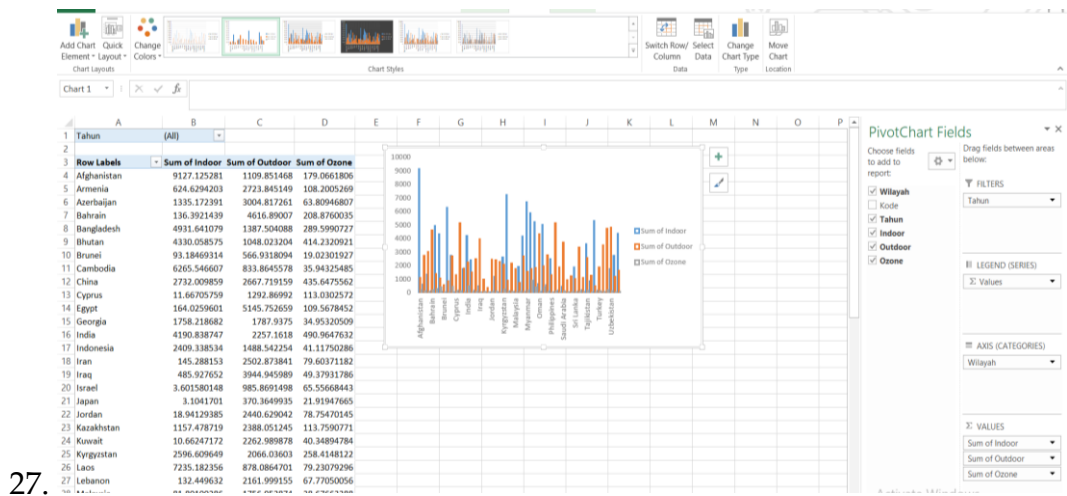 Add Chart Element
Quick Layout
Change Colors
Switch Row/ Column
Select Data
Change Chart Type
Move Chart
Chart Layouts
Chart Styles
Data
Type
Location
Chart 1
fx
A B C D E F G H I J K L M N O P
1 Tahun (All)
2
3 Row Labels Sum of Indoor Sum of Outdoor Sum of Ozone
4 Afghanistan 9127.125281 1109.851468 179.0661806
5 Armenia 624.6294203 2723.845149 108.2005269
6 Azerbaijan 1335.172391 3004.817261 63.80946807
7 Bahrain 136.3921439 4616.89007 208.8760035
8 Bangladesh 4931.641079 1387.504088 289.5990727
9 Bhutan 4330.058575 1048.023204 414.2320921
10 Brunei 93.18469314 566.9318094 19.02301927
11 Cambodia 6265.546607 833.8645578 35.94325485
12 China 2732.009859 2667.719159 435.6475562
13 Cyprus 11.66705759 1292.86992 113.0302572
14 Egypt 164.0259601 5145.752659 109.5678452
15 Georgia 1758.218682 1787.9375 34.95320509
16 India 4190.838747 2257.1618 490.9647632
17 Indonesia 2409.338534 1488.542254 41.11750286
18 Iran 145.288153 2502.873841 79.60371182
19 Iraq 485.927652 3944.945989 49.37931786
20 Israel 3.601580148 985.8691498 65.55668443
21 Japan 3.1041701 370.3649935 21.91947665
22 Jordan 18.94129385 2440.629042 78.75470145
23 Kazakhstan 1157.478719 2388.051245 113.7590771
24 Kuwait 10.66247172 2262.989878 40.34894784
25 Kyrgyzstan 2596.609649 2066.03603 258.4148122
26 Laos 7235.182356 878.0864701 79.23079296
27 Lebanon 132.449632 2161.999155 67.77050056
10000
9000
8000
7000
6000
5000
4000
3000
2000
1000
0
Afghanistan
Bahrain
Brunei
Cyprus
India
Iraq
Jordan
Kyrgyzstan
Malaysia
Myanmar
Oman
Philippines
Saudi Arabia
Sri Lanka
Tajikistan
Turkey
Uzbekistan
Sum of Indoor
Sum of Outdoor
Sum of Ozone
PivotChart Fields
Choose fields to add to report:
Wilayah
Kode
Tahun
Indoor
Outdoor
Ozone
Drag fields between areas below:
FILTERS
Tahun
LEGEND (SERIES)
Σ Values
AXIS (CATEGORIES)
Wilayah
Σ VALUES
Sum of Indoor
Sum of Outdoor
Sum of Ozone
27.